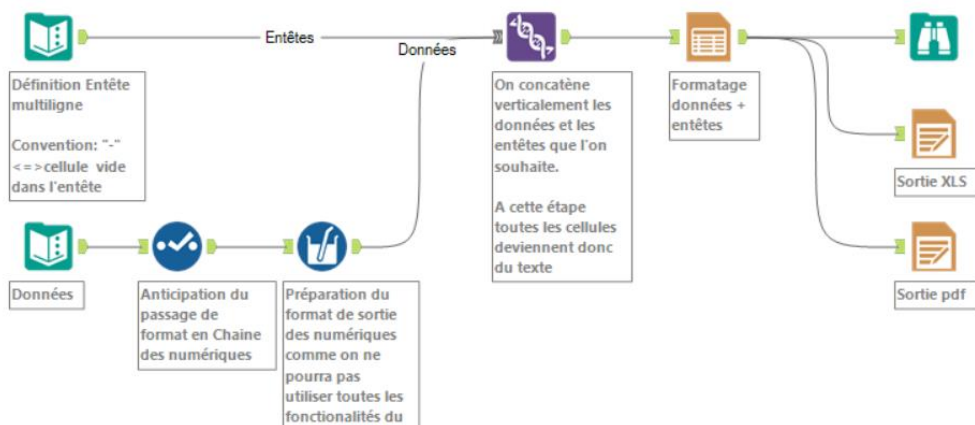 Entêtes
Données
Définition Entête
multiligne
Convention: "-"
<=>cellule vide
dans l'entête
On concatène
verticalement les
données et les
entêtes que l'on
souhaite.
A cette étape
toutes les cellules
deviennent donc
du texte
Formatage
données +
entêtes
Sortie XLS
Données
Anticipation du
passage de
format en Chaine
des numériques
Préparation du
format de sortie
des numériques
comme on ne
pourra pas
utiliser toutes les
fonctionalités du
Sortie pdf